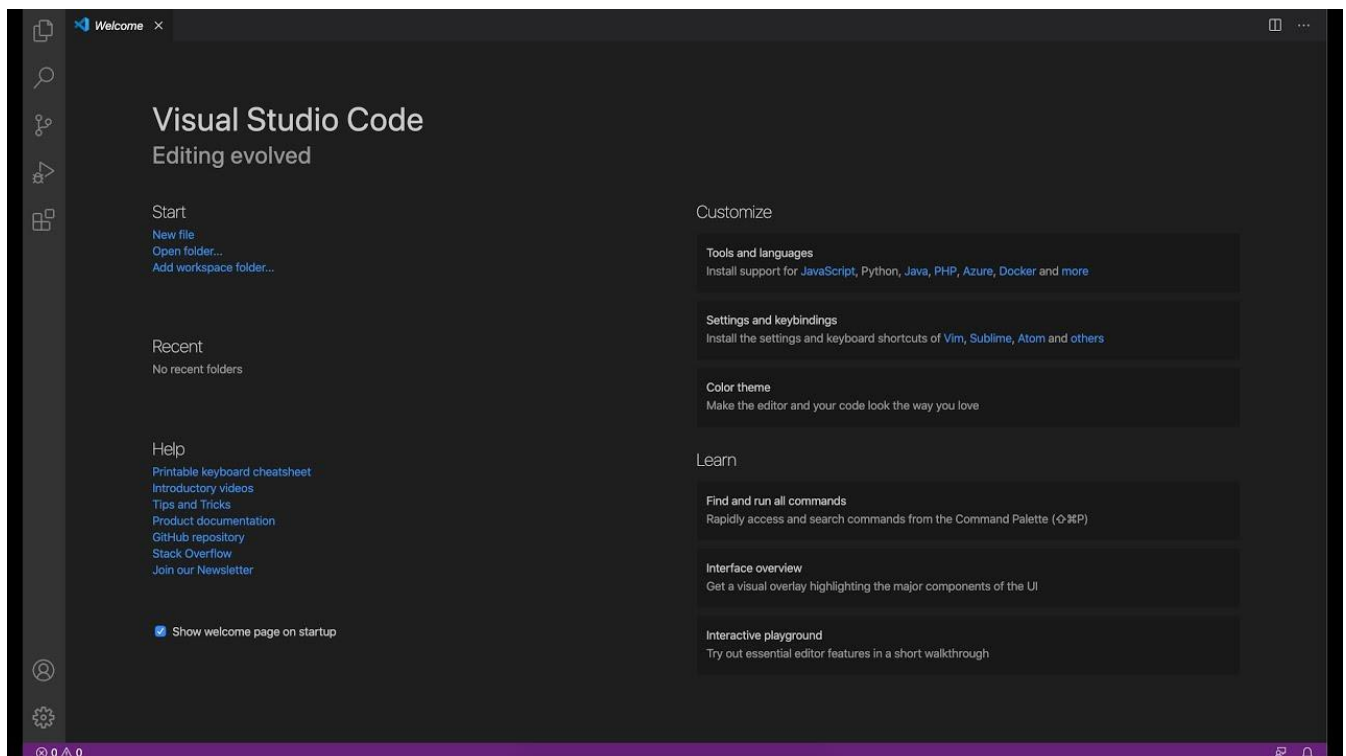 Welcome
Visual Studio Code
Editing evolved
Start
New file
Open folder...
Add workspace folder...
Recent
No recent folders
Help
Printable keyboard cheatsheet
Introductory videos
Tips and Tricks
Product documentation
GitHub repository
Stack Overflow
Join our Newsletter
Show welcome page on startup
Customize
Tools and languages
Install support for JavaScript, Python, Java, PHP, Azure, Docker and more
Settings and keybindings
Install the settings and keyboard shortcuts of Vim, Sublime, Atom and others
Color theme
Make the editor and your code look the way you love
Learn
Find and run all commands
Rapidly access and search commands from the Command Palette (⇧⌘P)
Interface overview
Get a visual overlay highlighting the major components of the UI
Interactive playground
Try out essential editor features in a short walkthrough
0 0